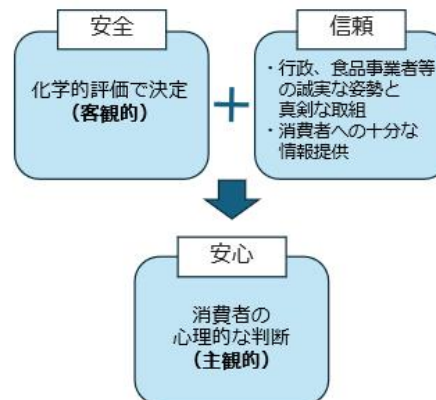 安全
化学的評価で決定
（客観的）
＋
信頼
・行政、食品事業者等
の誠実な姿勢と
真剣な取組
・消費者への十分な
情報提供
安心
消費者の
心理的な判断
（主観的）